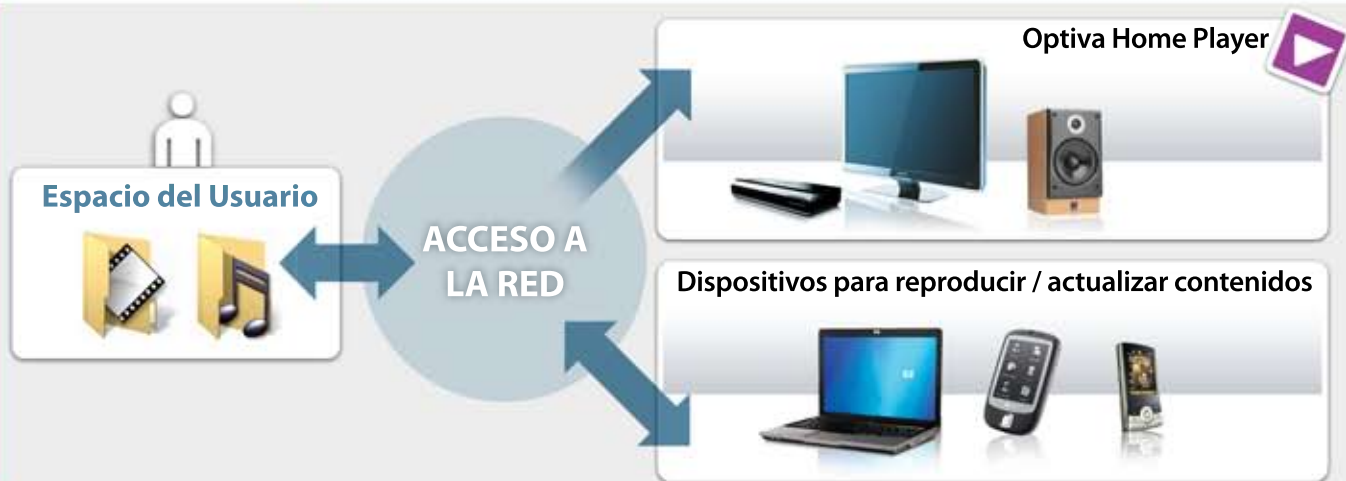 Optiva Home Player
Espacio del Usuario
ACCESO A
LA RED
Dispositivos para reproducir / actualizar contenidos